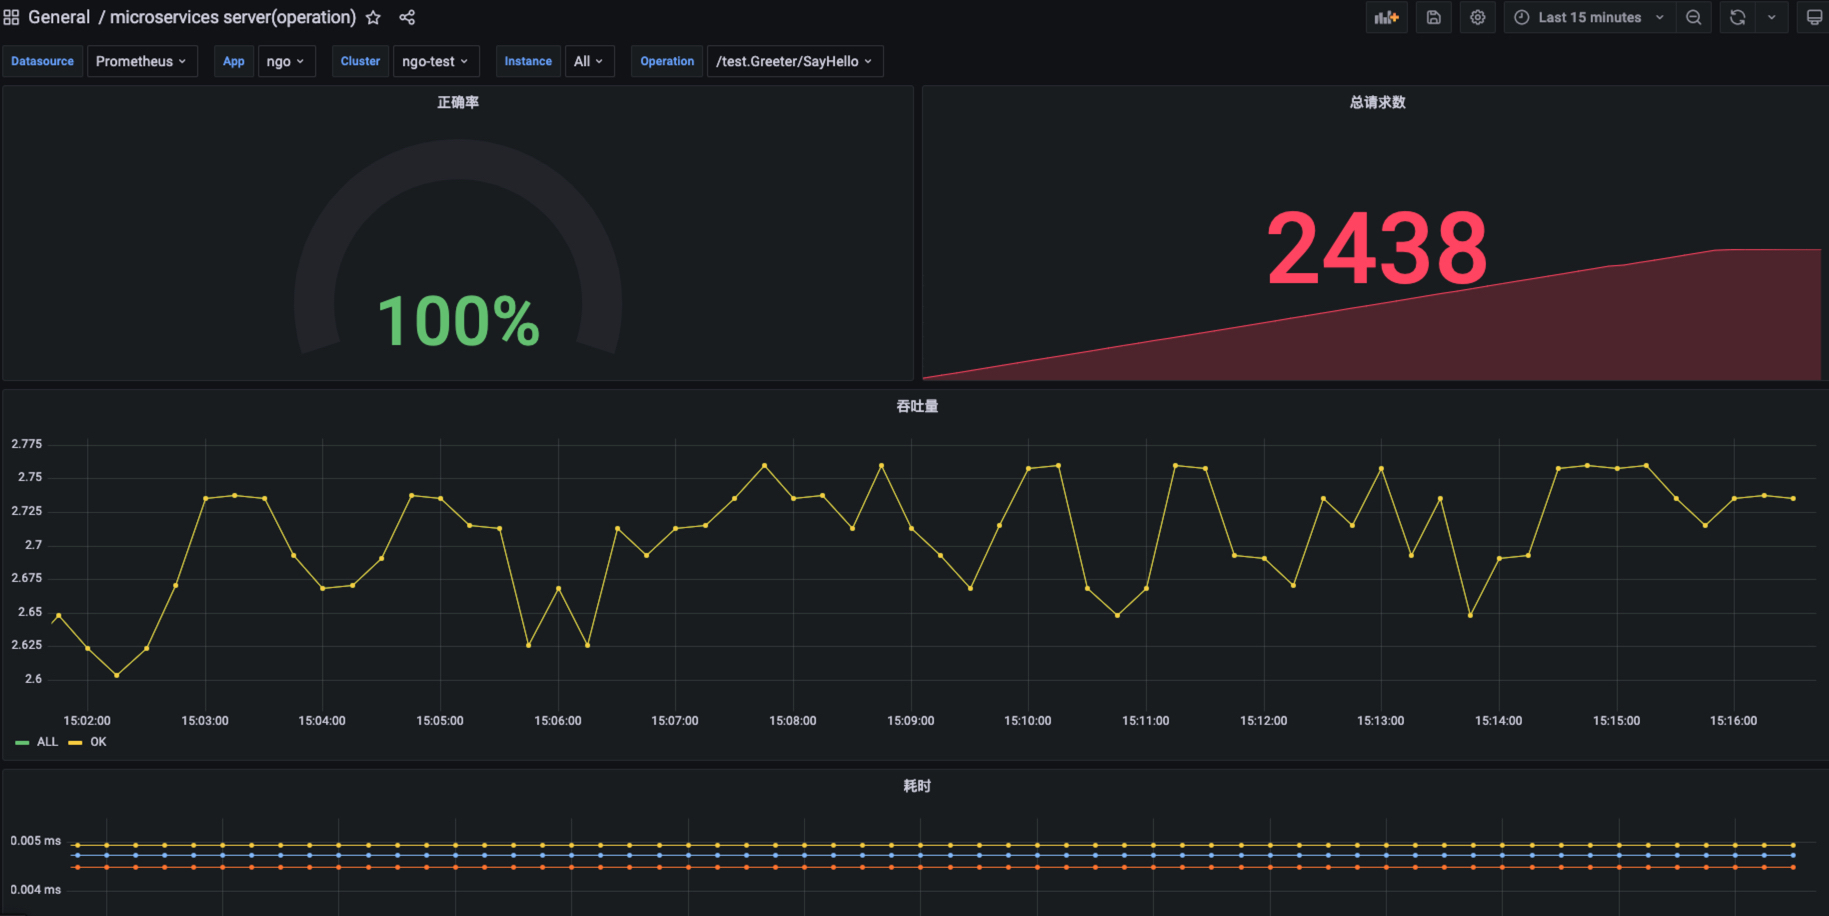 General / microservices server(operation)
Last 15 minutes
Datasource Prometheus App ngo Cluster ngo-test Instance All Operation /test.Greeter/SayHello
正确率
100%
总请求数
2438
吞吐量
2.775
2.75
2.725
2.7
2.675
2.65
2.625
2.6
15:02:00 15:03:00 15:04:00 15:05:00 15:06:00 15:07:00 15:08:00 15:09:00 15:10:00 15:11:00 15:12:00 15:13:00 15:14:00 15:15:00 15:16:00
ALL OK
耗时
0.005 ms
0.004 ms